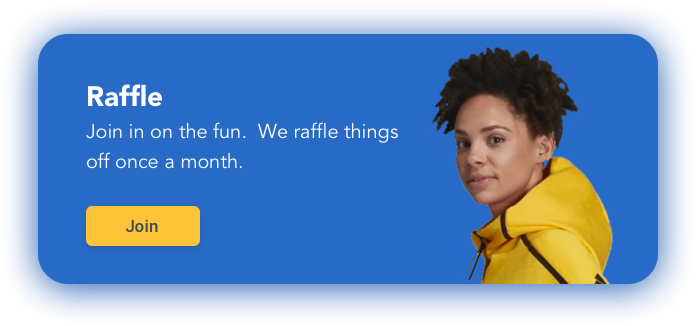 Raffle
Join in on the fun.  We raffle things
off once a month.
Join